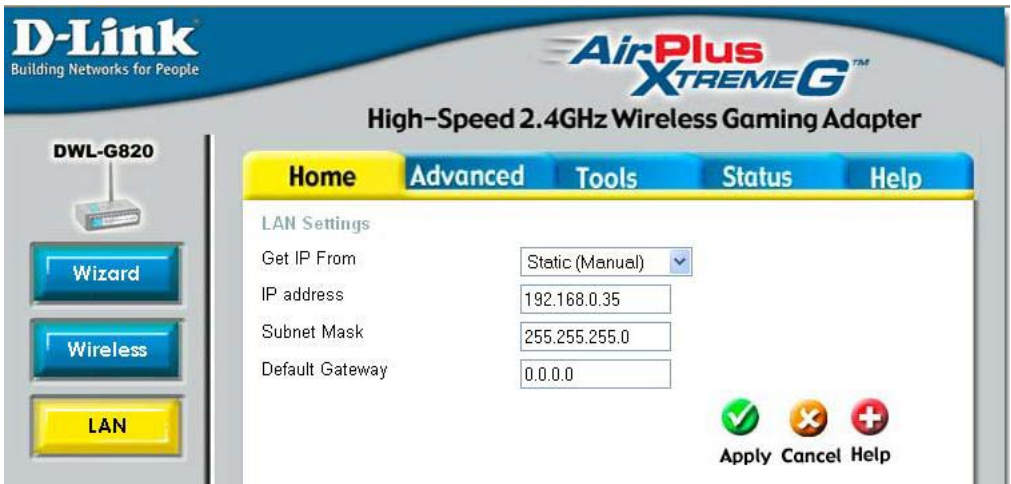 D-Link
Building Networks for People
AirPlus
XTREME G™
High-Speed 2.4GHz Wireless Gaming Adapter
DWL-G820
Home Advanced Tools Status Help
Wizard
Wireless
LAN
LAN Settings
Get IP From Static (Manual)
IP address 192.168.0.35
Subnet Mask 255.255.255.0
Default Gateway 0.0.0.0
Apply Cancel Help